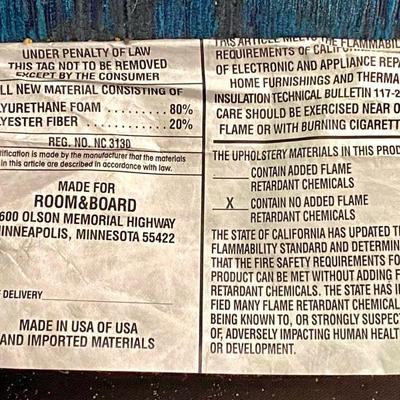 UNDER PENALTY OF LAW
THIS TAG NOT TO BE REMOVED
EXCEPT BY THE CONSUMER
LL NEW MATERIAL CONSISTING OF
LYURETHANE FOAM .......... 80%
LYESTER FIBER .............. 20%
REG. NO. NC 3130
tification is made by the manufacturer that the materials
in this article are described in accordance with law.
MADE FOR
ROOM&BOARD
600 OLSON MEMORIAL HIGHWAY
INNEAPOLIS, MINNESOTA 55422
F DELIVERY
MADE IN USA OF USA
AND IMPORTED MATERIALS
THIS ARTICLE MEETS THE FLAMMABILI
REQUIREMENTS OF CALIFORN
OF ELECTRONIC AND APPLIANCE REPA
HOME FURNISHINGS AND THERMA
INSULATION TECHNICAL BULLETIN 117-2
CARE SHOULD BE EXERCISED NEAR O
FLAME OR WITH BURNING CIGARETT
THE UPHOLSTERY MATERIALS IN THIS PROD
CONTAIN ADDED FLAME
RETARDANT CHEMICALS
X CONTAIN NO ADDED FLAME
RETARDANT CHEMICALS
THE STATE OF CALIFORNIA HAS UPDATED TH
FLAMMABILITY STANDARD AND DETERMIN
THAT THE FIRE SAFETY REQUIREMENTS FO
PRODUCT CAN BE MET WITHOUT ADDING F
RETARDANT CHEMICALS. THE STATE HAS I
FIED MANY FLAME RETARDANT CHEMICAL
BEING KNOWN TO, OR STRONGLY SUSPECT
OF, ADVERSELY IMPACTING HUMAN HEALT
OR DEVELOPMENT.